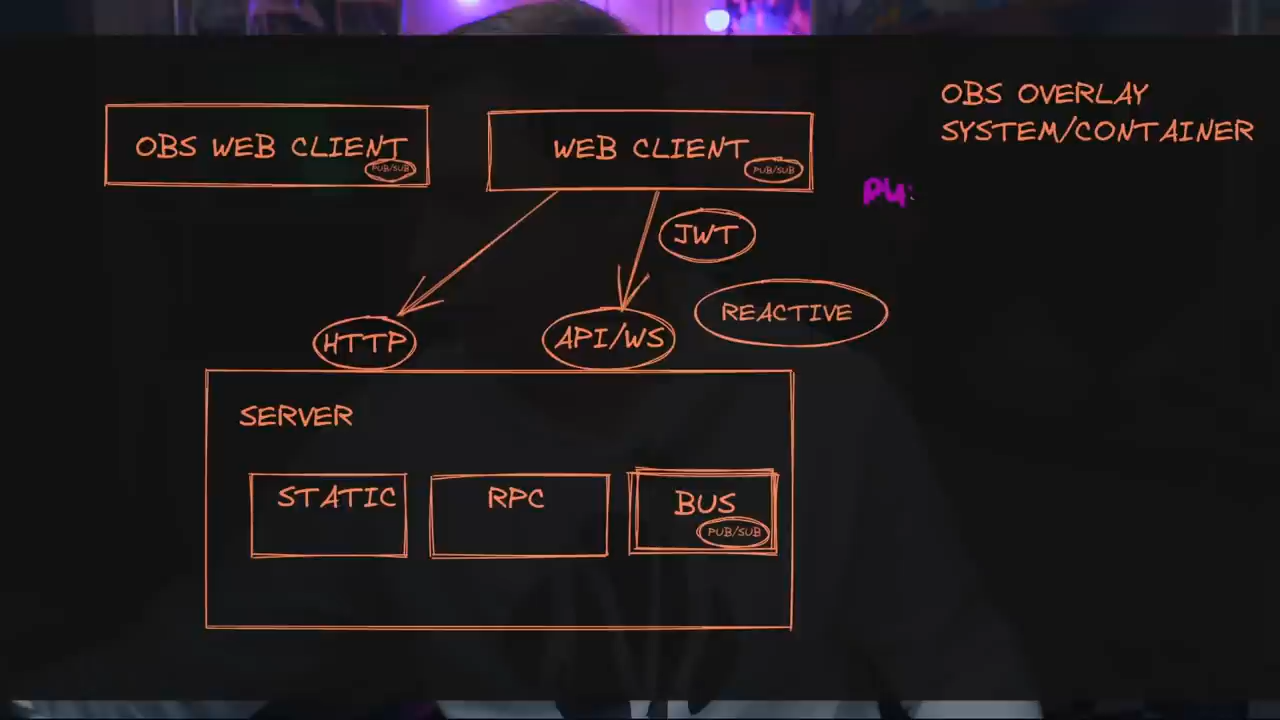 OBS OVERLAY
SYSTEM/CONTAINER
OBS WEB CLIENT
PUB/SUB
WEB CLIENT
PUB/SUB
PU
JWT
REACTIVE
HTTP
API/WS
SERVER
STATIC
RPC
BUS
PUB/SUB